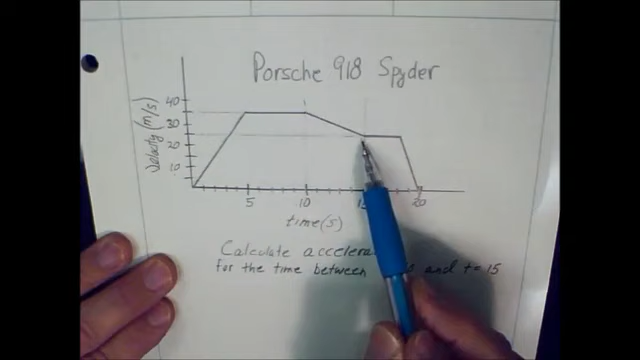 Porsche 918 Spyder
Velocity (m/s)
40
30
20
10
5 10 20
time(s)
Calculate
for the time between and t = 15